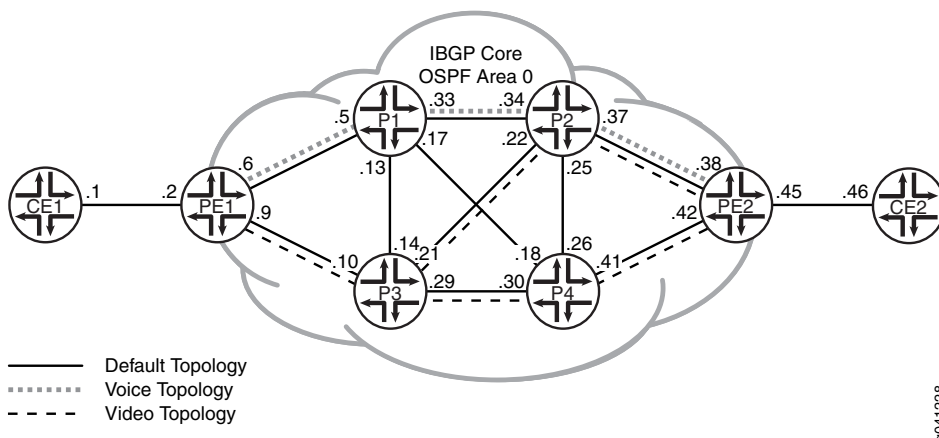 IBGP Core
OSPF Area 0
.33 .34
.5 P1 P2 .37
.17 .22
.6 .13 .25 .38
.1 .2 .45 .46
CE1 PE1 PE2 CE2
.9 .42
.14 .21 .18 .26
.10 .41
.29 .30
P3 P4
Default Topology
Voice Topology
Video Topology